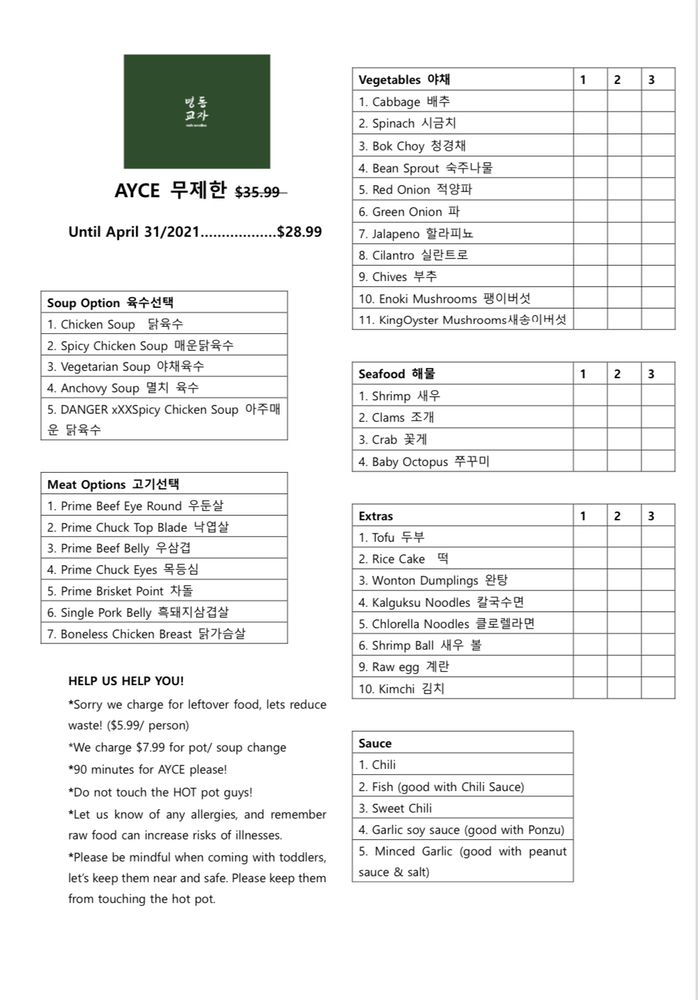 명동
교자
AYCE 무제한 $35.99
Until April 31/2021..................$28.99
Soup Option 육수선택
1. Chicken Soup 닭육수
2. Spicy Chicken Soup 매운닭육수
3. Vegetarian Soup 야채육수
4. Anchovy Soup 멸치 육수
5. DANGER xXXSpicy Chicken Soup 아주매
운 닭육수
Meat Options 고기선택
1. Prime Beef Eye Round 우둔살
2. Prime Chuck Top Blade 낙엽살
3. Prime Beef Belly 우삼겹
4. Prime Chuck Eyes 목등심
5. Prime Brisket Point 차돌
6. Single Pork Belly 흑돼지삼겹살
7. Boneless Chicken Breast 닭가슴살
HELP US HELP YOU!
*Sorry we charge for leftover food, lets reduce
waste! ($5.99/ person)
*We charge $7.99 for pot/ soup change
*90 minutes for AYCE please!
*Do not touch the HOT pot guys!
*Let us know of any allergies, and remember
raw food can increase risks of illnesses.
*Please be mindful when coming with toddlers,
let's keep them near and safe. Please keep them
from touching the hot pot.
Vegetables 야채 1 2 3
1. Cabbage 배추
2. Spinach 시금치
3. Bok Choy 청경채
4. Bean Sprout 숙주나물
5. Red Onion 적양파
6. Green Onion 파
7. Jalapeno 할라피뇨
8. Cilantro 실란트로
9. Chives 부추
10. Enoki Mushrooms 팽이버섯
11. KingOyster Mushrooms새송이버섯
Seafood 해물 1 2 3
1. Shrimp 새우
2. Clams 조개
3. Crab 꽃게
4. Baby Octopus 쭈꾸미
Extras 1 2 3
1. Tofu 두부
2. Rice Cake 떡
3. Wonton Dumplings 완탕
4. Kalguksu Noodles 칼국수면
5. Chlorella Noodles 클로렐라면
6. Shrimp Ball 새우 볼
9. Raw egg 계란
10. Kimchi 김치
Sauce
1. Chili
2. Fish (good with Chili Sauce)
3. Sweet Chili
4. Garlic soy sauce (good with Ponzu)
5. Minced Garlic (good with peanut
sauce & salt)